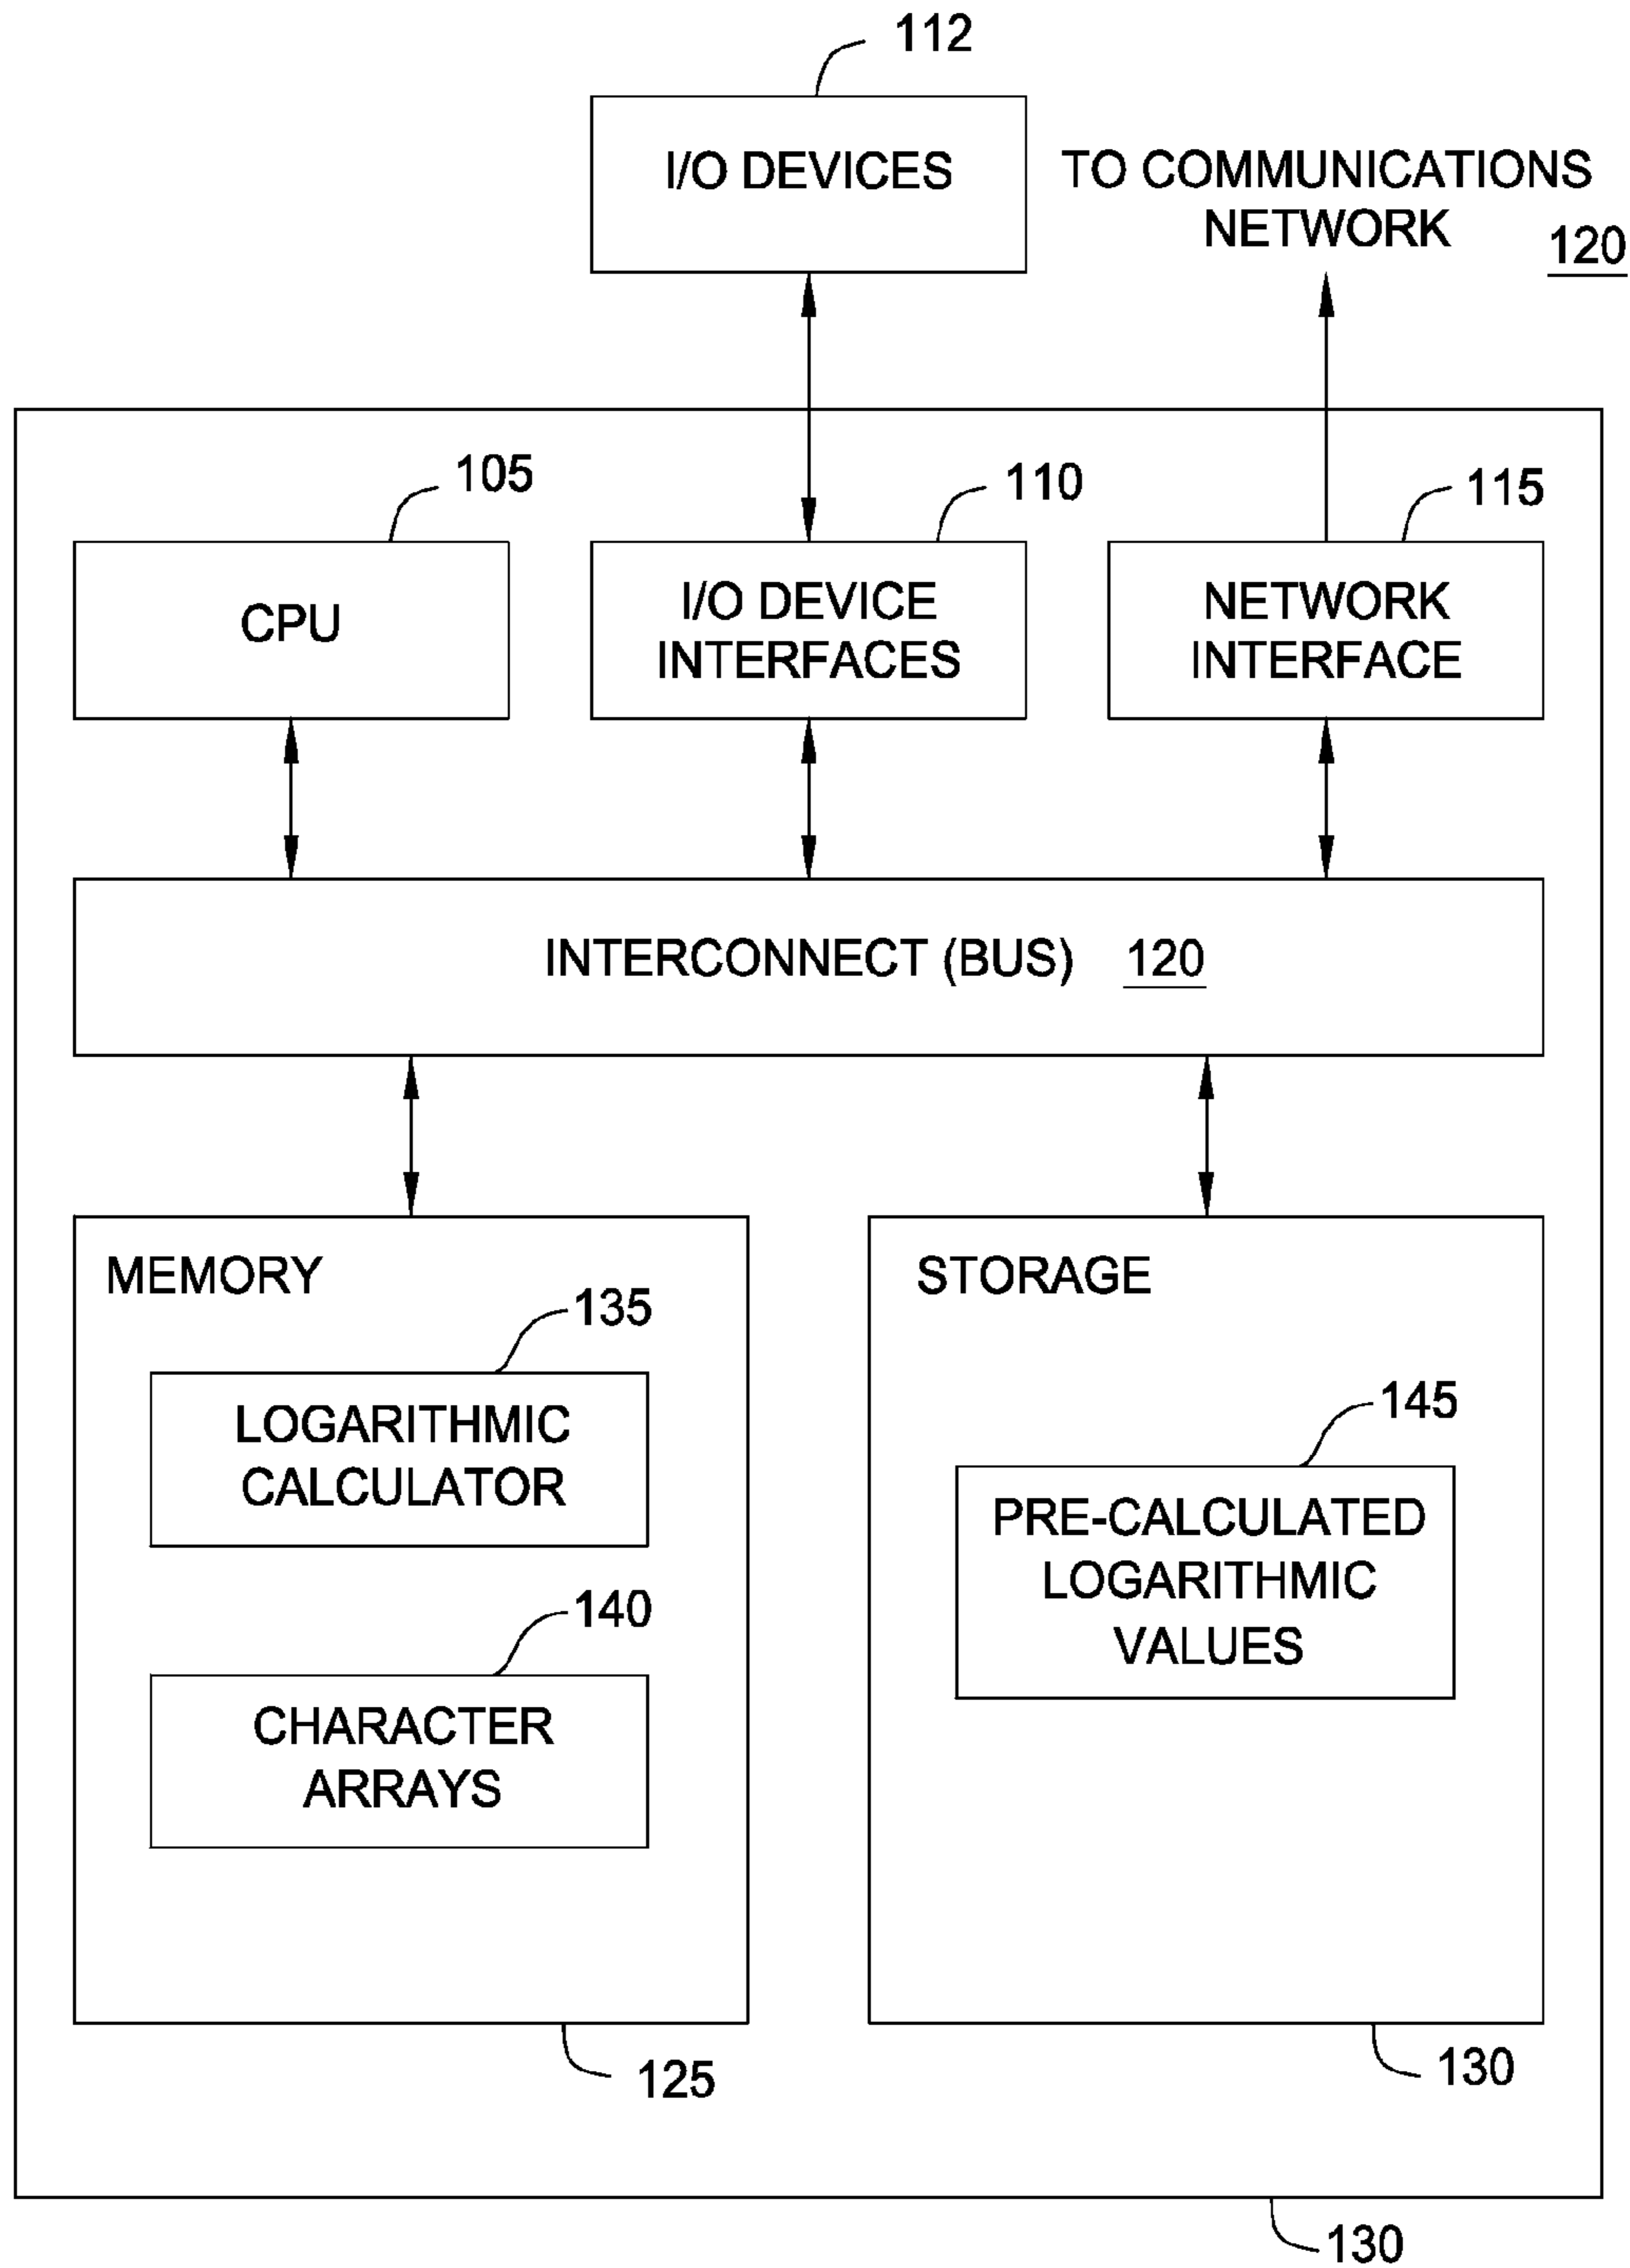 112
I/O DEVICES
TO COMMUNICATIONS
NETWORK
120
105
110
115
CPU
I/O DEVICE
INTERFACES
NETWORK
INTERFACE
INTERCONNECT (BUS) 120
MEMORY
135
LOGARITHMIC
CALCULATOR
140
CHARACTER
ARRAYS
125
STORAGE
145
PRE-CALCULATED
LOGARITHMIC
VALUES
130
130